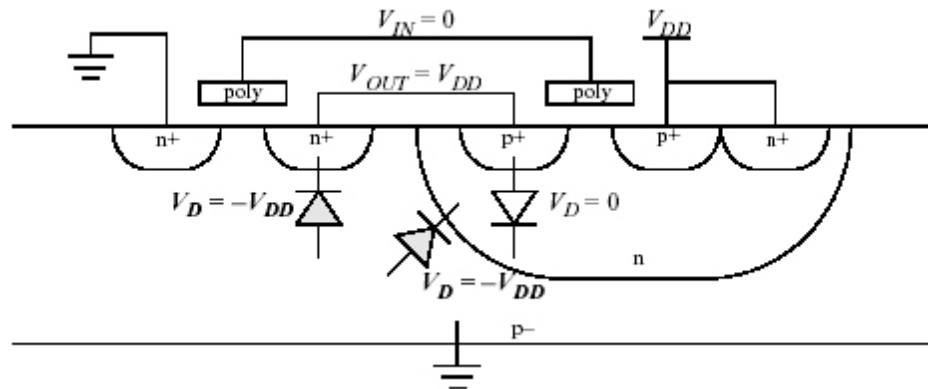 V_IN = 0
V_DD
V_OUT = V_DD
poly
poly
n+
n+
p+
p+
n+
V_D = –V_DD
V_D = 0
n
V_D = –V_DD
p–